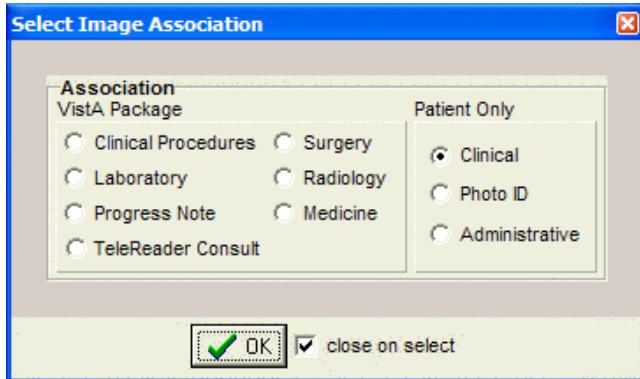 Select Image Association
Association
VistA Package
Patient Only
Clinical Procedures
Surgery
Clinical
Laboratory
Radiology
Photo ID
Progress Note
Medicine
Administrative
TeleReader Consult
OK
close on select